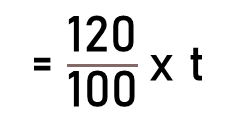 = 120/100 x t